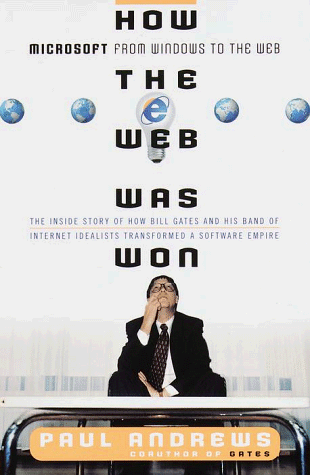 HOW
MICROSOFT FROM WINDOWS TO THE WEB
THE
WEB
WAS
THE INSIDE STORY OF HOW BILL GATES AND HIS BAND OF
INTERNET IDEALISTS TRANSFORMED A SOFTWARE EMPIRE
WON
PAUL ANDREWS
COAUTHOR OF GATES